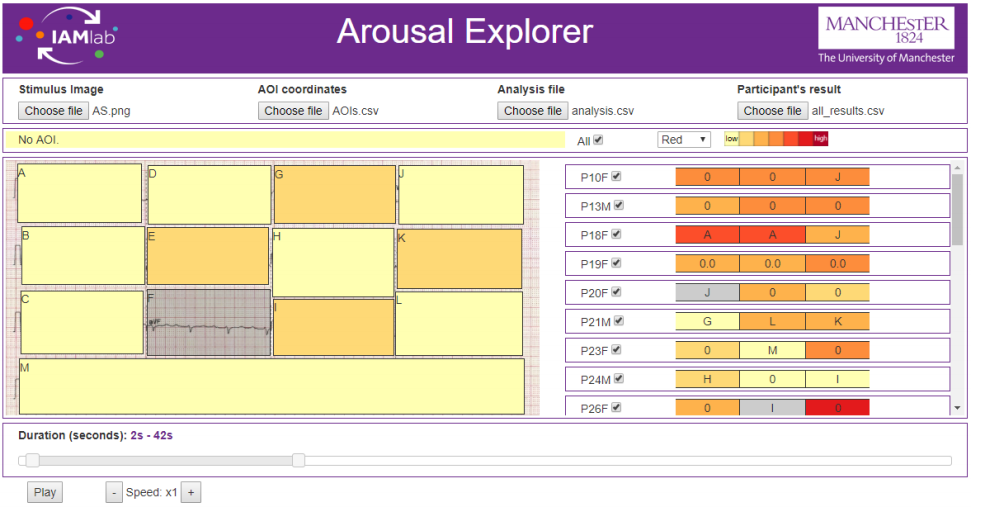 IAMlab
Arousal Explorer
MANCHESTER
1824
The University of Manchester
Stimulus Image AOI coordinates Analysis file Participant's result
Choose file AS.png Choose file AOIs.csv Choose file analysis.csv Choose file all_results.csv
No AOI. All Red low high
A D G J
B E H K
C F I L
aVF
M
P10F 0 0 J
P13M 0 0 0
P18F A A J
P19F 0.0 0.0 0.0
P20F J 0 0
P21M G L K
P23F 0 M 0
P24M H 0 I
P26F 0 I 0
Duration (seconds): 2s - 42s
Play - Speed: x1 +